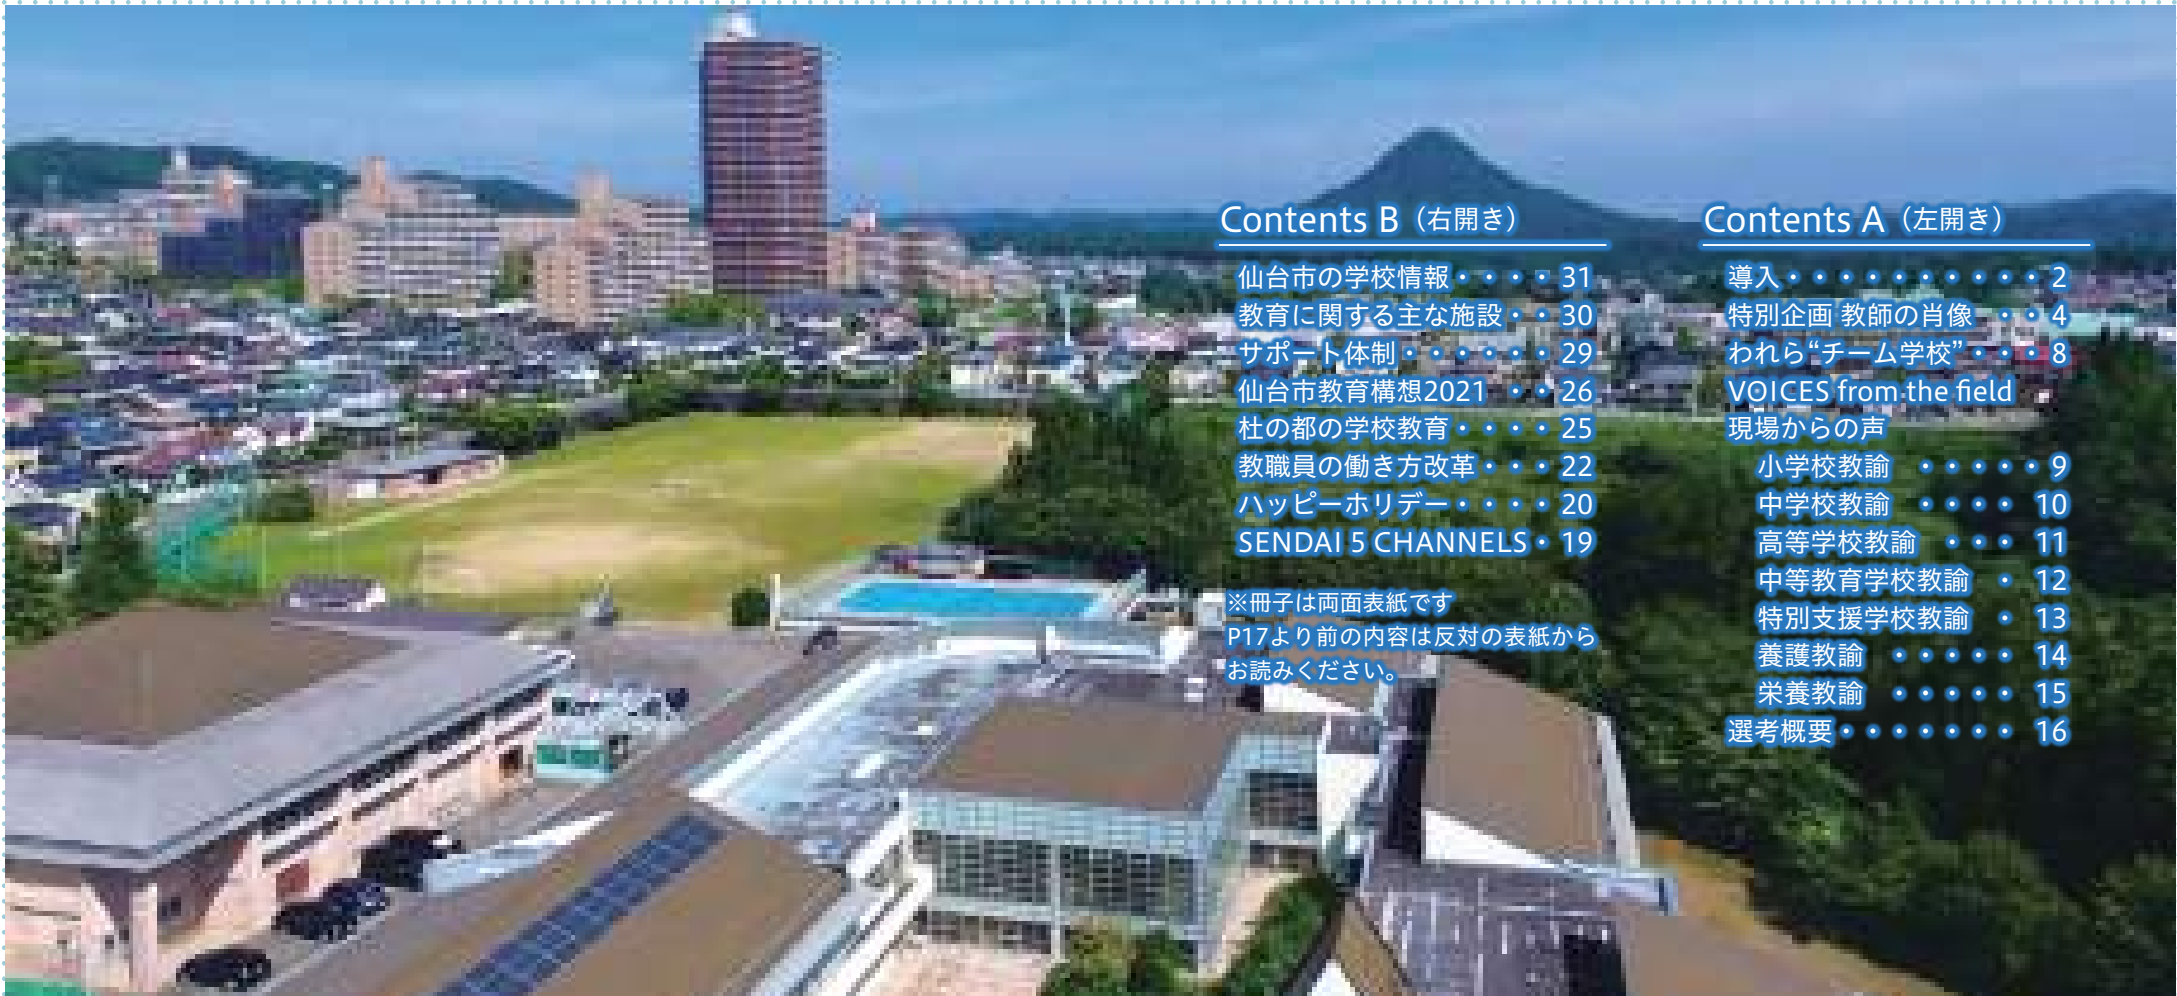 Contents B（右開き）
仙台市の学校情報・・・・31
教育に関する主な施設・・30
サポート体制・・・・・・29
仙台市教育構想2021 ・・26
杜の都の学校教育・・・・25
教職員の働き方改革・・・22
ハッピーホリデー・・・・20
SENDAI 5 CHANNELS・19
※冊子は両面表紙です
P17より前の内容は反対の表紙から
お読みください。
Contents A（左開き）
導入・・・・・・・・・・2
特別企画 教師の肖像 ・・4
われら“チーム学校”・・・8
VOICES from the field
現場からの声
小学校教諭 ・・・・・9
中学校教諭 ・・・・ 10
高等学校教諭 ・・・ 11
中等教育学校教諭 ・ 12
特別支援学校教諭 ・ 13
養護教諭 ・・・・・ 14
栄養教諭 ・・・・・ 15
選考概要・・・・・・・ 16